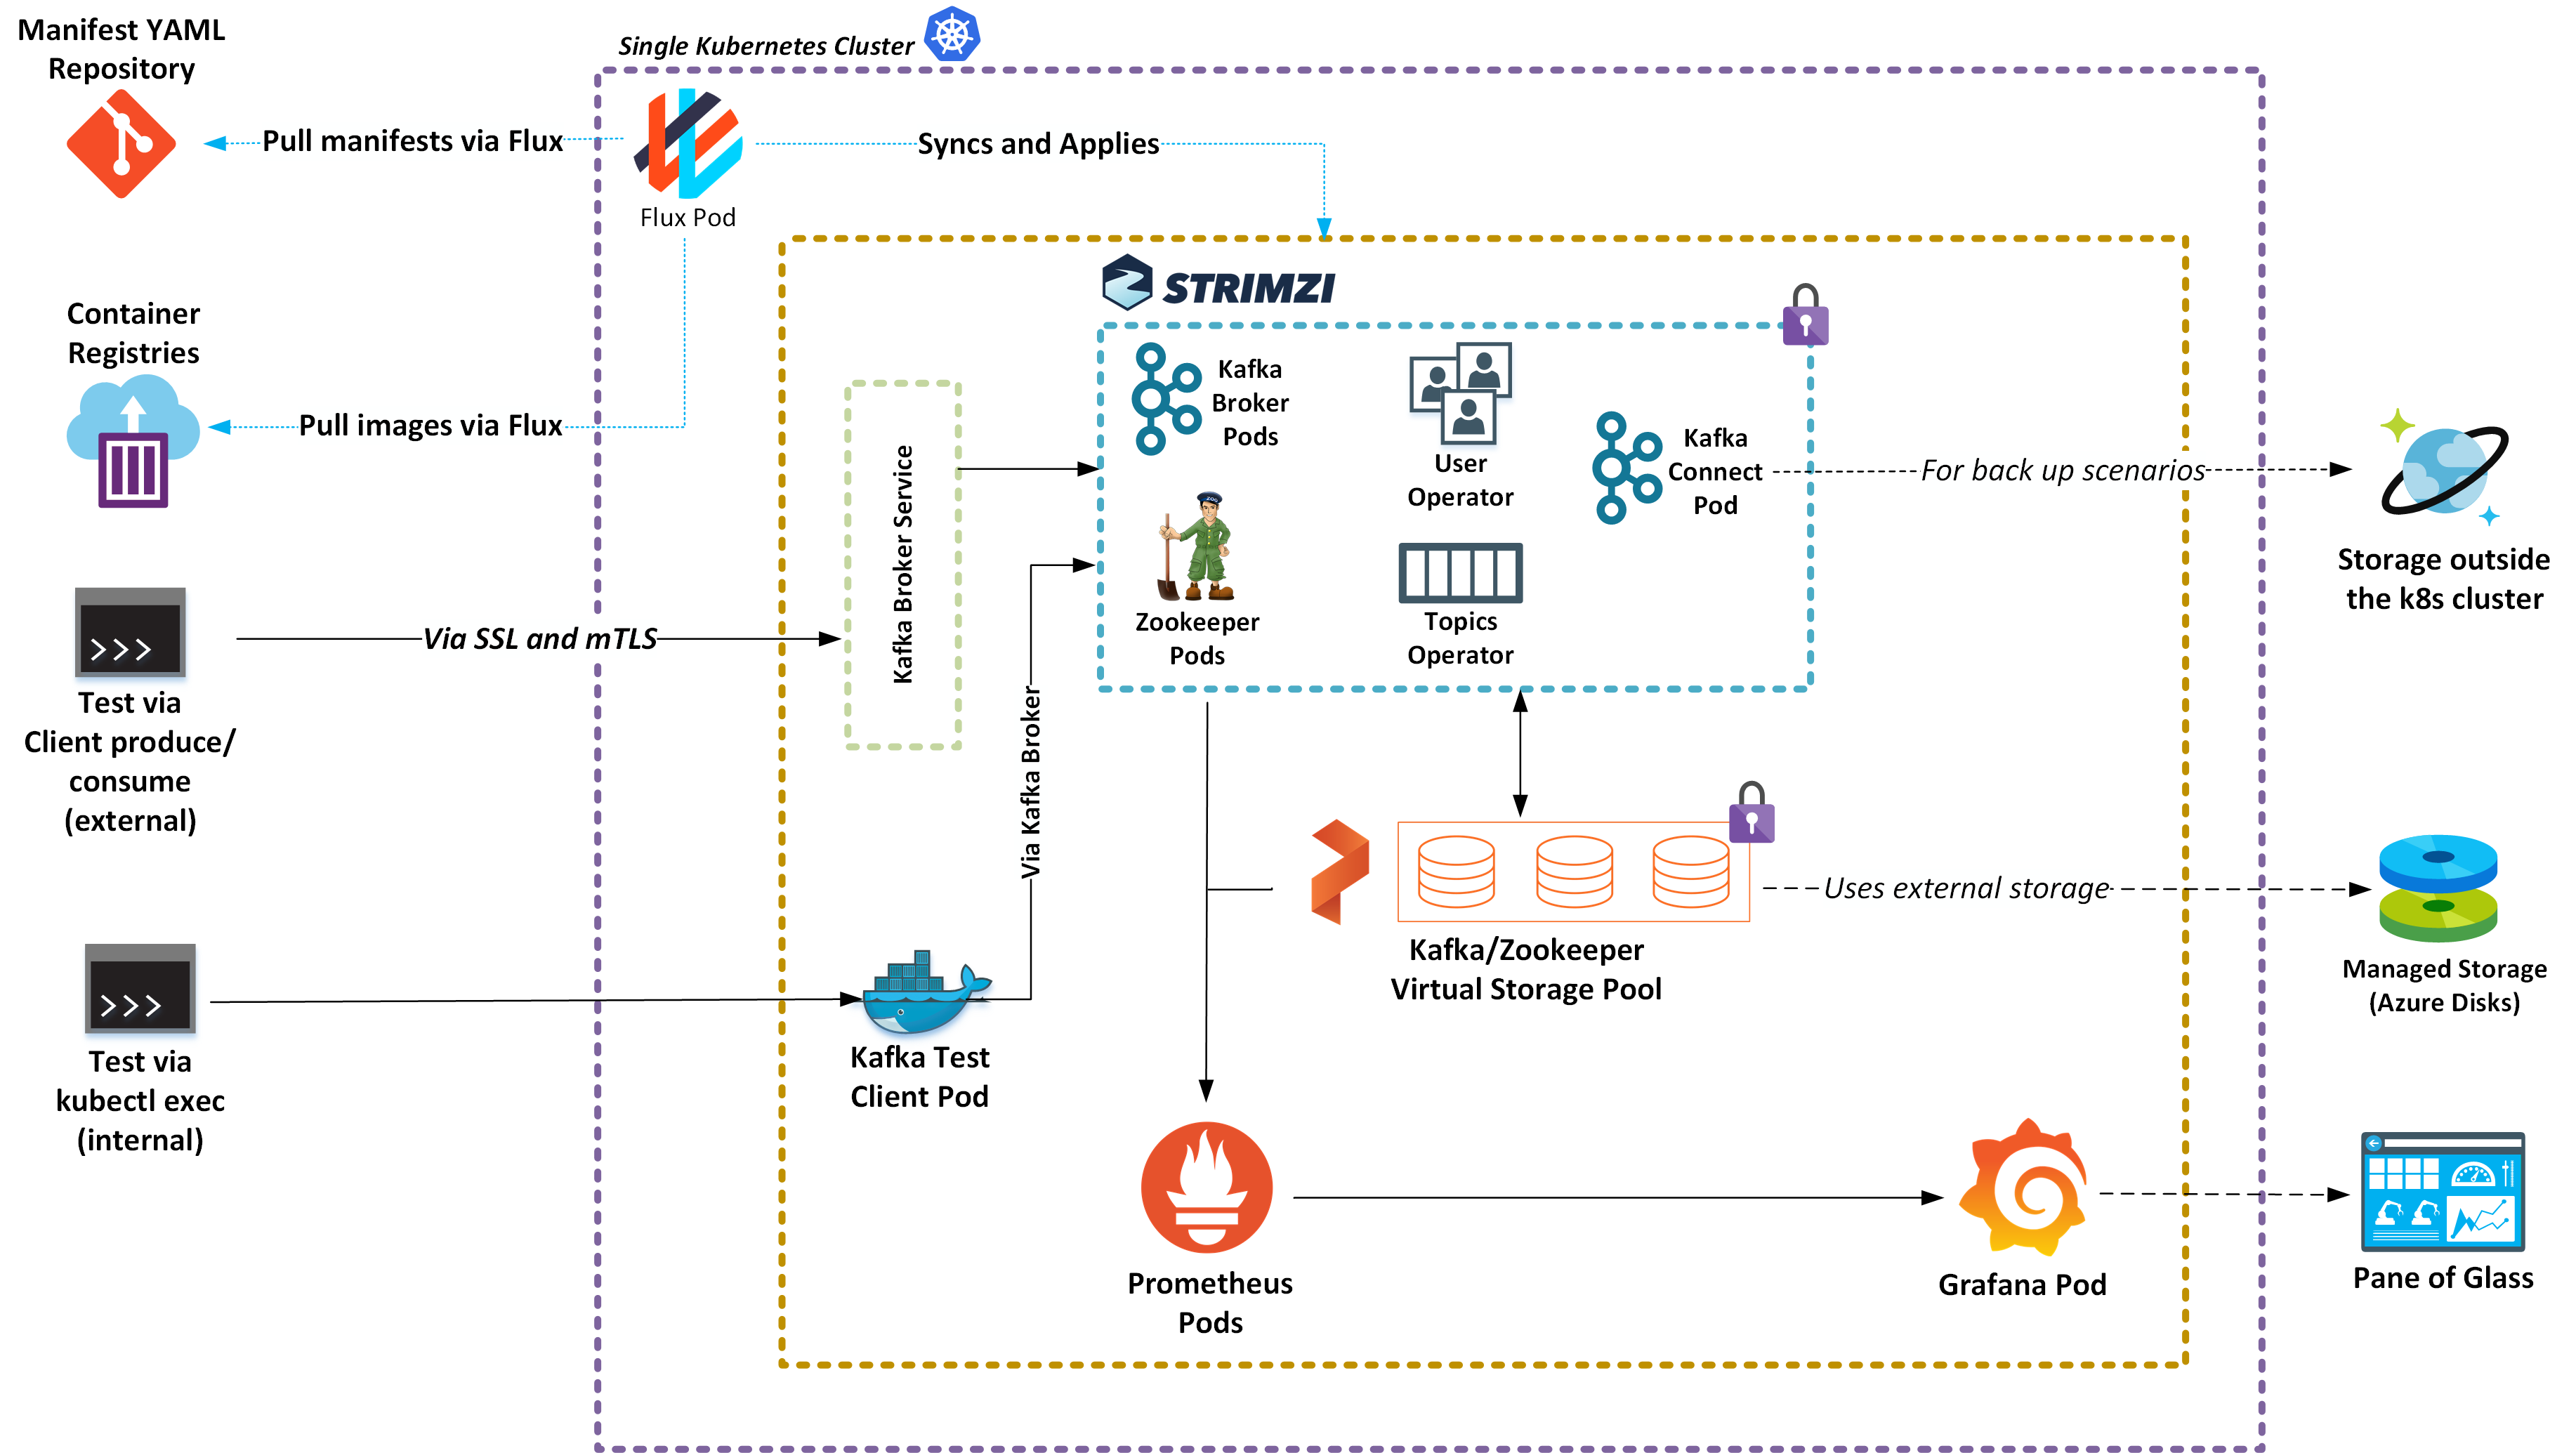 Manifest YAML
Repository
Single Kubernetes Cluster
Pull manifests via Flux
Flux Pod
Syncs and Applies
Container
Registries
Pull images via Flux
STRIMZI
Kafka
Broker
Pods
User
Operator
Kafka
Connect
Pod
Zookeeper
Pods
Topics
Operator
Kafka Broker Service
For back up scenarios
Storage outside
the k8s cluster
>>>
Via SSL and mTLS
Test via
Client produce/
consume
(external)
Via Kafka Broker
Kafka/Zookeeper
Virtual Storage Pool
Uses external storage
Managed Storage
(Azure Disks)
>>>
Test via
kubectl exec
(internal)
Kafka Test
Client Pod
Prometheus
Pods
Grafana Pod
Pane of Glass